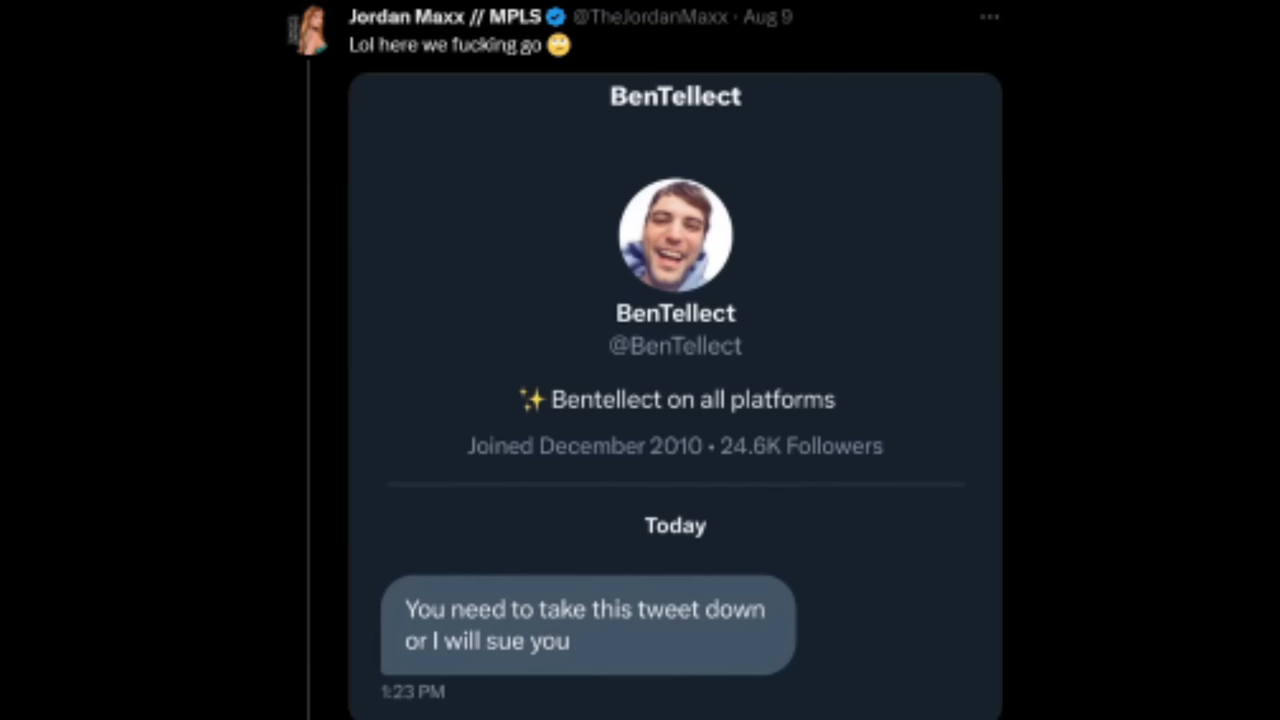 Jordan Maxx // MPLS @TheJordanMaxx · Aug 9
Lol here we fucking go 🙄
BenTellect
BenTellect
@BenTellect
✨ Bentellect on all platforms
Joined December 2010 • 24.6K Followers
Today
You need to take this tweet down
or I will sue you
1:23 PM